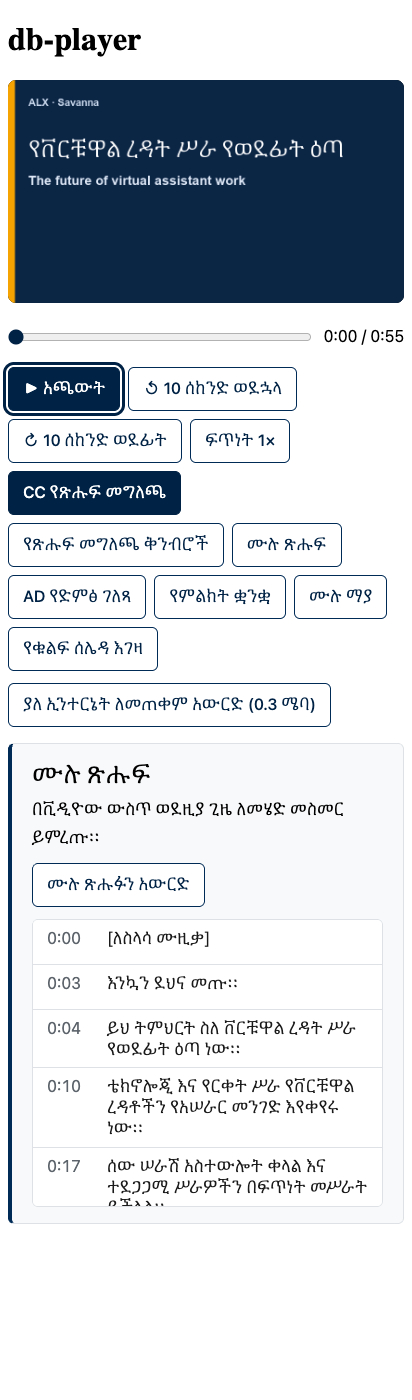 db-player
ALX · Savanna
የቨርቹዋል ረዳት ሥራ የወደፊት ዕጣ
The future of virtual assistant work
0:00 / 0:55
▶ አጫውት
↺ 10 ሰከንድ ወደኋላ
↻ 10 ሰከንድ ወደፊት
ፍጥነት 1×
CC የጽሑፍ መግለጫ
የጽሑፍ መግለጫ ቅንብሮች
ሙሉ ጽሑፍ
AD የድምፅ ገለጻ
የምልክት ቋንቋ
ሙሉ ማያ
የቁልፍ ሰሌዳ እገዛ
ያለ ኢንተርኔት ለመጠቀም አውርድ (0.3 ሜባ)
ሙሉ ጽሑፍ
በቪዲዮው ውስጥ ወደዚያ ጊዜ ለመሄድ መስመር
ይምረጡ።
ሙሉ ጽሑፉን አውርድ
0:00 [ለስላሳ ሙዚቃ]
0:03 እንኳን ደህና መጡ።
0:04 ይህ ትምህርት ስለ ቨርቹዋል ረዳት ሥራ
የወደፊት ዕጣ ነው።
0:10 ቴክኖሎጂ እና የርቀት ሥራ የቨርቹዋል
ረዳቶችን የአሠራር መንገድ እየቀየሩ
ነው።
0:17 ሰው ሠራሽ አስተውሎት ቀላል እና
ተደጋጋሚ ሥራዎችን በፍጥነት መሥራት